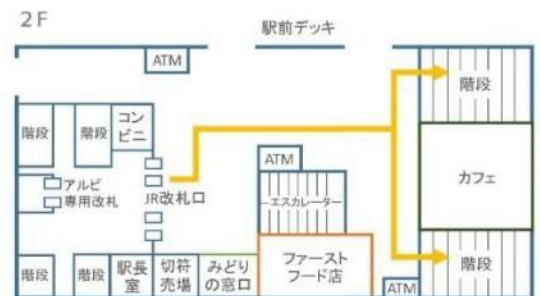 2F
駅前デッキ
ATM
階段
階段
階段
コン
ビニ
ATM
カフェ
アルビ
専用改札
JR改札口
エスカレーター
階段
階段
駅長
室
切符
売場
みどり
の窓口
ファースト
フード店
ATM
階段